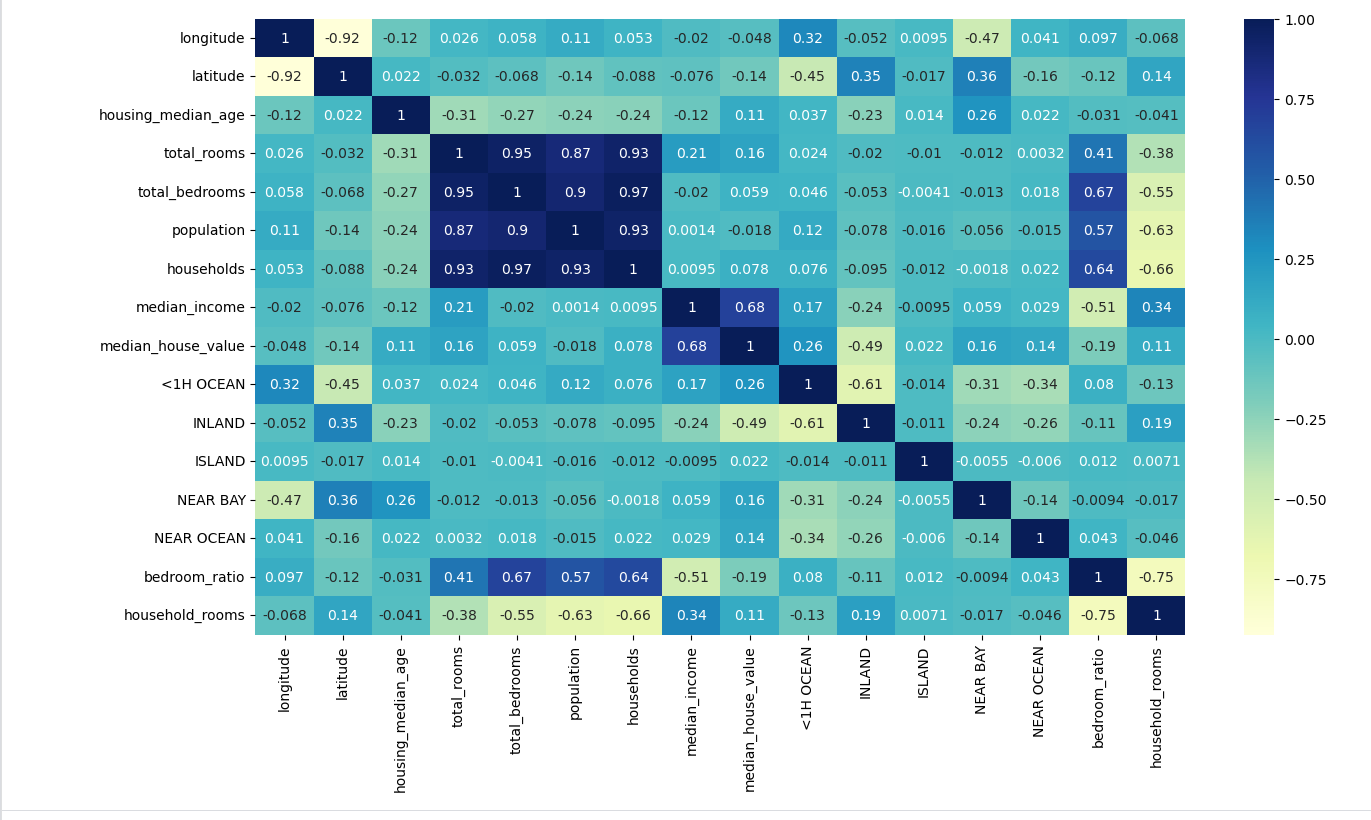 longitude 1 -0.92 -0.12 0.026 0.058 0.11 0.053 -0.02 -0.048 0.32 -0.052 0.0095 -0.47 0.041 0.097 -0.068
latitude -0.92 1 0.022 -0.032 -0.068 -0.14 -0.088 -0.076 -0.14 -0.45 0.35 -0.017 0.36 -0.16 -0.12 0.14
housing_median_age -0.12 0.022 1 -0.31 -0.27 -0.24 -0.24 -0.12 0.11 0.037 -0.23 0.014 0.26 0.022 -0.031 -0.041
total_rooms 0.026 -0.032 -0.31 1 0.95 0.87 0.93 0.21 0.16 0.024 -0.02 -0.01 -0.012 0.0032 0.41 -0.38
total_bedrooms 0.058 -0.068 -0.27 0.95 1 0.9 0.97 -0.02 0.059 0.046 -0.053 -0.0041 -0.013 0.018 0.67 -0.55
population 0.11 -0.14 -0.24 0.87 0.9 1 0.93 0.0014 -0.018 0.12 -0.078 -0.016 -0.056 -0.015 0.57 -0.63
households 0.053 -0.088 -0.24 0.93 0.97 0.93 1 0.0095 0.078 0.076 -0.095 -0.012 -0.0018 0.022 0.64 -0.66
median_income -0.02 -0.076 -0.12 0.21 -0.02 0.0014 0.0095 1 0.68 0.17 -0.24 -0.0095 0.059 0.029 -0.51 0.34
median_house_value -0.048 -0.14 0.11 0.16 0.059 -0.018 0.078 0.68 1 0.26 -0.49 0.022 0.16 0.14 -0.19 0.11
<1H OCEAN 0.32 -0.45 0.037 0.024 0.046 0.12 0.076 0.17 0.26 1 -0.61 -0.014 -0.31 -0.34 0.08 -0.13
INLAND -0.052 0.35 -0.23 -0.02 -0.053 -0.078 -0.095 -0.24 -0.49 -0.61 1 -0.011 -0.24 -0.26 -0.11 0.19
ISLAND 0.0095 -0.017 0.014 -0.01 -0.0041 -0.016 -0.012 -0.0095 0.022 -0.014 -0.011 1 -0.0055 -0.006 0.012 0.0071
NEAR BAY -0.47 0.36 0.26 -0.012 -0.013 -0.056 -0.0018 0.059 0.16 -0.31 -0.24 -0.0055 1 -0.14 -0.0094 -0.017
NEAR OCEAN 0.041 -0.16 0.022 0.0032 0.018 -0.015 0.022 0.029 0.14 -0.34 -0.26 -0.006 -0.14 1 0.043 -0.046
bedroom_ratio 0.097 -0.12 -0.031 0.41 0.67 0.57 0.64 -0.51 -0.19 0.08 -0.11 0.012 -0.0094 0.043 1 -0.75
household_rooms -0.068 0.14 -0.041 -0.38 -0.55 -0.63 -0.66 0.34 0.11 -0.13 0.19 0.0071 -0.017 -0.046 -0.75 1
longitude
latitude
housing_median_age
total_rooms
total_bedrooms
population
households
median_income
median_house_value
<1H OCEAN
INLAND
ISLAND
NEAR BAY
NEAR OCEAN
bedroom_ratio
household_rooms
1.00
0.75
0.50
0.25
0.00
−0.25
−0.50
−0.75